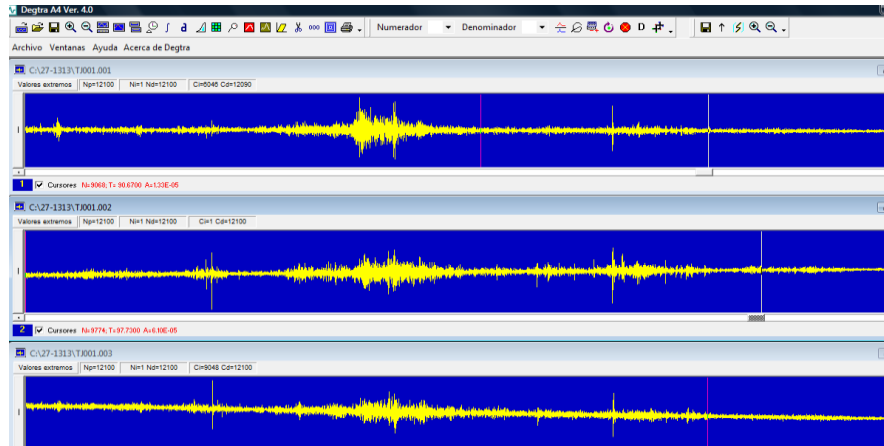 Degtra A4 Ver. 4.0
Numerador Denominador D
Archivo Ventanas Ayuda Acerca de Degtra
C:\27-1313\TJ001.001
Valores extremos Np=12100 Ni=1 Nd=12100 Ci=6046 Cd=12090
1 Cursores N=9068, T= 90.6700 A=1.33E-05
C:\27-1313\TJ001.002
Valores extremos Np=12100 Ni=1 Nd=12100 Ci=1 Cd=12100
2 Cursores N=9774, T=97.7300 A=6.10E-05
C:\27-1313\TJ001.003
Valores extremos Np=12100 Ni=1 Nd=12100 Ci=9048 Cd=12100